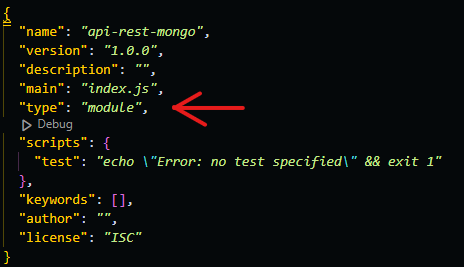 {
"name": "api-rest-mongo",
"version": "1.0.0",
"description": "",
"main": "index.js",
"type": "module",
Debug
"scripts": {
"test": "echo \"Error: no test specified\" && exit 1"
},
"keywords": [],
"author": "",
"license": "ISC"
}